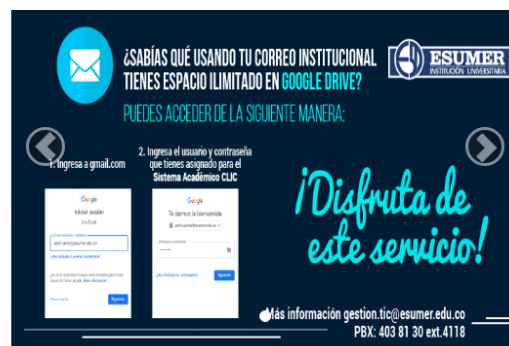 ¿SABÍAS QUÉ USANDO TU CORREO INSTITUCIONAL
TIENES ESPACIO ILIMITADO EN GOOGLE DRIVE?
ESUMER
INSTITUCIÓN UNIVERSITARIA
PUEDES ACCEDER DE LA SIGUIENTE MANERA:
1. Ingresa a gmail.com
2. Ingresa el usuario y contraseña
que tienes asignado para el
Sistema Académico CLIC
Google
Iniciar sesión
Google
Te damos la bienvenida
Siguiente
Siguiente
¡Disfruta de
este servicio!
Más información gestion.tic@esumer.edu.co
PBX: 403 81 30 ext.4118